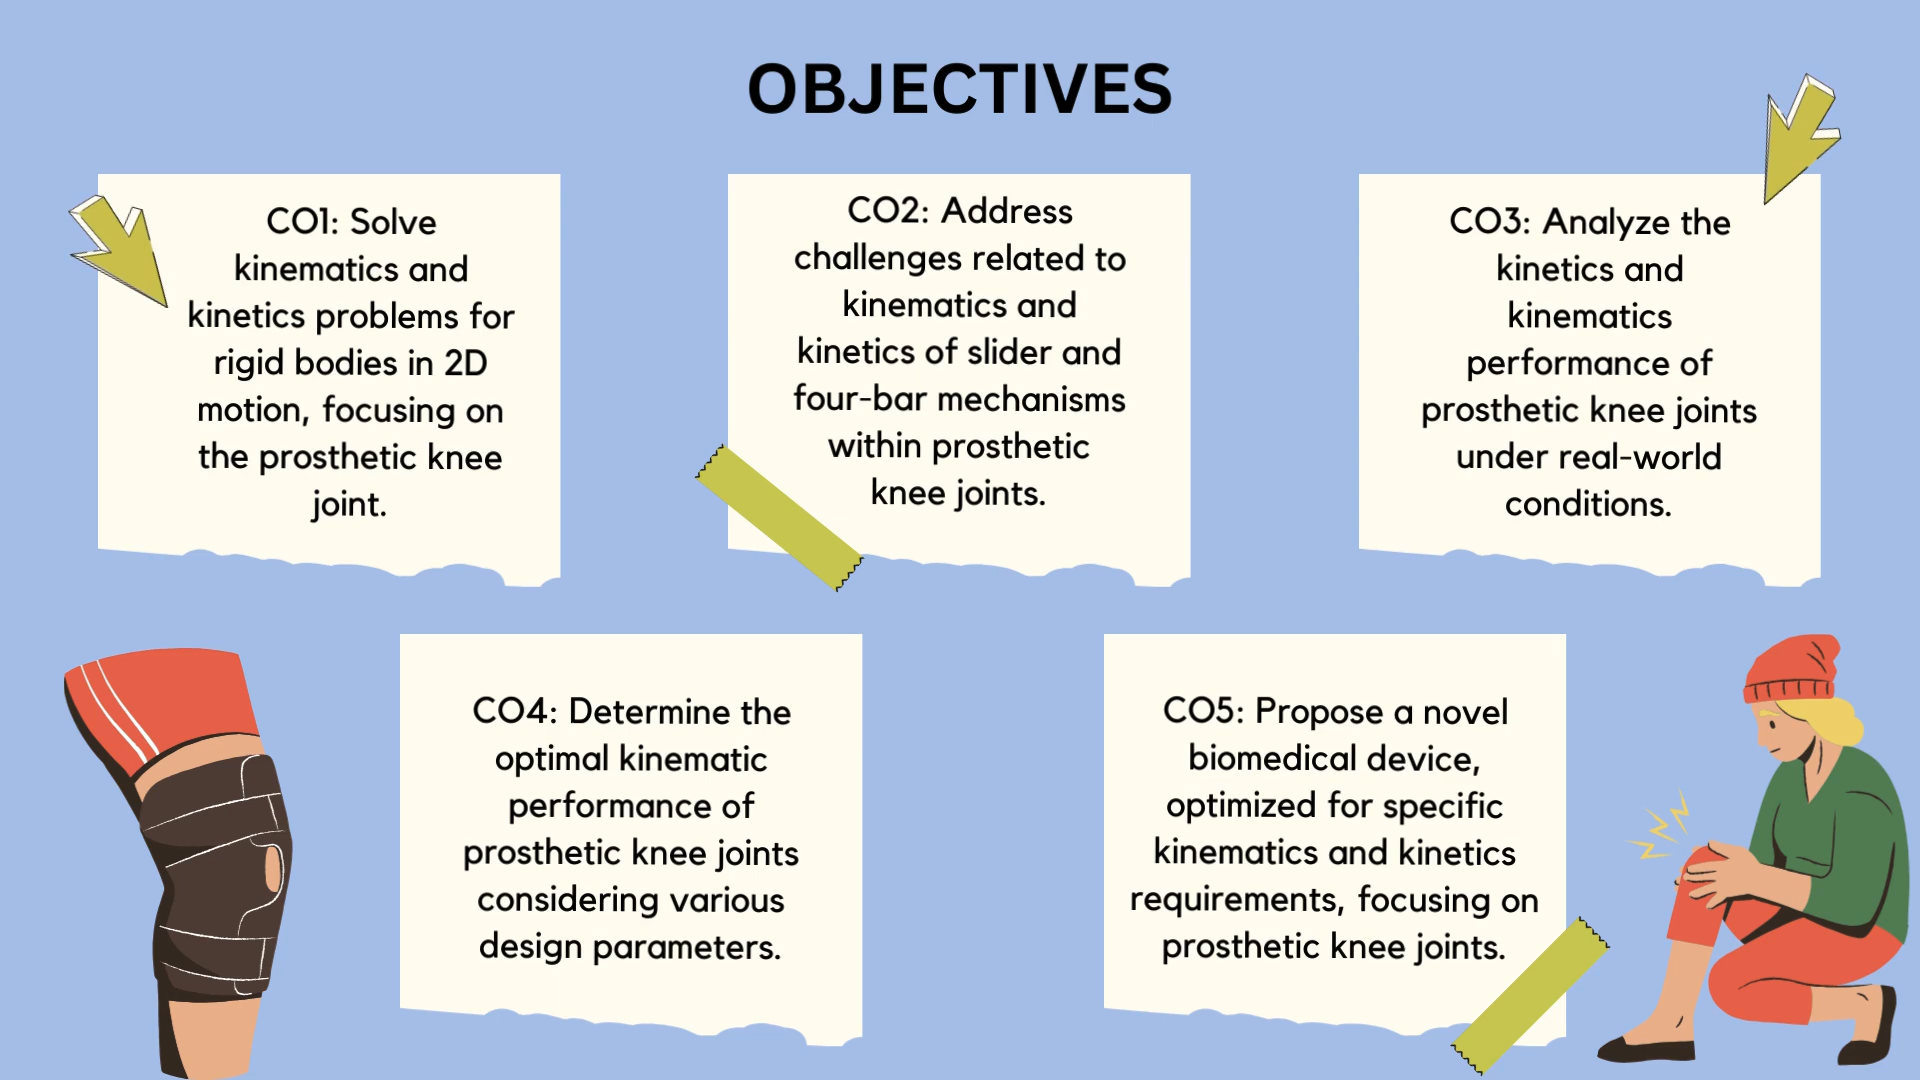 OBJECTIVES
CO1: Solve
kinematics and
kinetics problems for
rigid bodies in 2D
motion, focusing on
the prosthetic knee
joint.
CO2: Address
challenges related to
kinematics and
kinetics of slider and
four-bar mechanisms
within prosthetic
knee joints.
CO3: Analyze the
kinetics and
kinematics
performance of
prosthetic knee joints
under real-world
conditions.
CO4: Determine the
optimal kinematic
performance of
prosthetic knee joints
considering various
design parameters.
CO5: Propose a novel
biomedical device,
optimized for specific
kinematics and kinetics
requirements, focusing on
prosthetic knee joints.